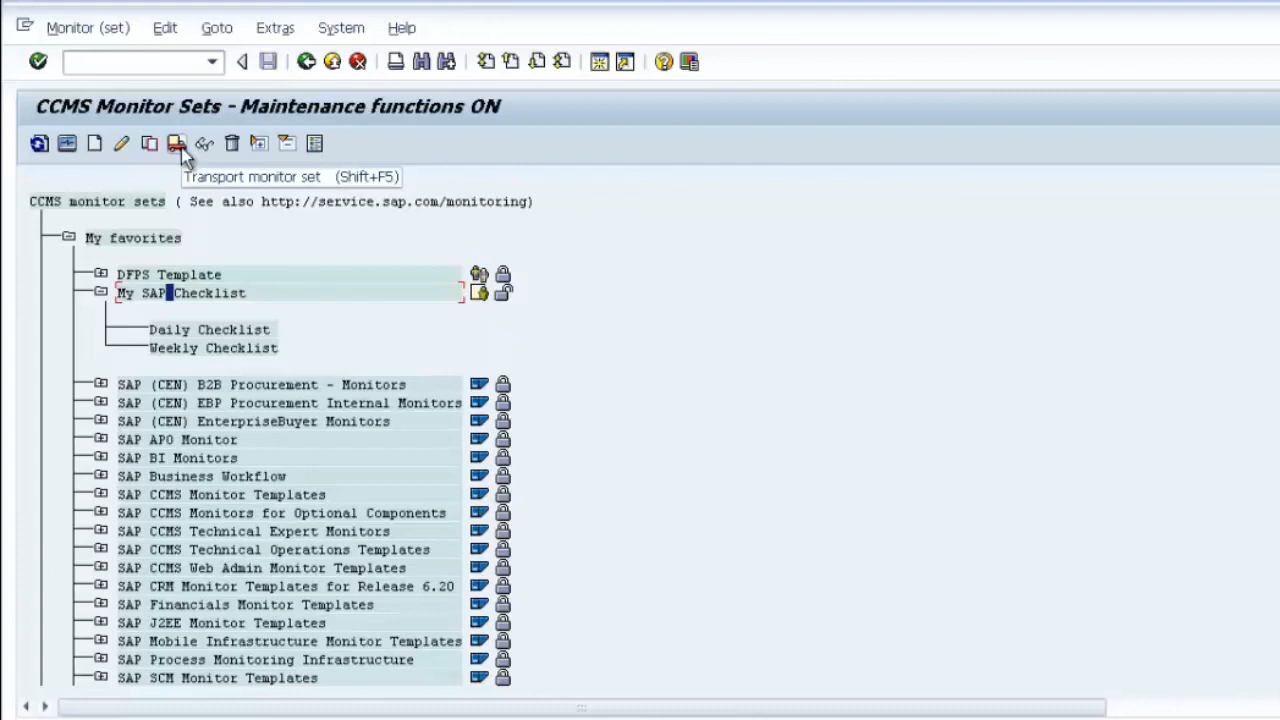 Monitor (set) Edit Goto Extras System Help
CCMS Monitor Sets - Maintenance functions ON
Transport monitor set (Shift+F5)
CCMS monitor sets ( See also http://service.sap.com/monitoring)
My favorites
DFPS Template
My SAP Checklist
Daily Checklist
Weekly Checklist
SAP (CEN) B2B Procurement - Monitors
SAP (CEN) EBP Procurement Internal Monitors
SAP (CEN) EnterpriseBuyer Monitors
SAP APO Monitor
SAP BI Monitors
SAP Business Workflow
SAP CCMS Monitor Templates
SAP CCMS Monitors for Optional Components
SAP CCMS Technical Expert Monitors
SAP CCMS Technical Operations Templates
SAP CCMS Web Admin Monitor Templates
SAP CRM Monitor Templates for Release 6.20
SAP Financials Monitor Templates
SAP J2EE Monitor Templates
SAP Mobile Infrastructure Monitor Templates
SAP Process Monitoring Infrastructure
SAP SCM Monitor Templates